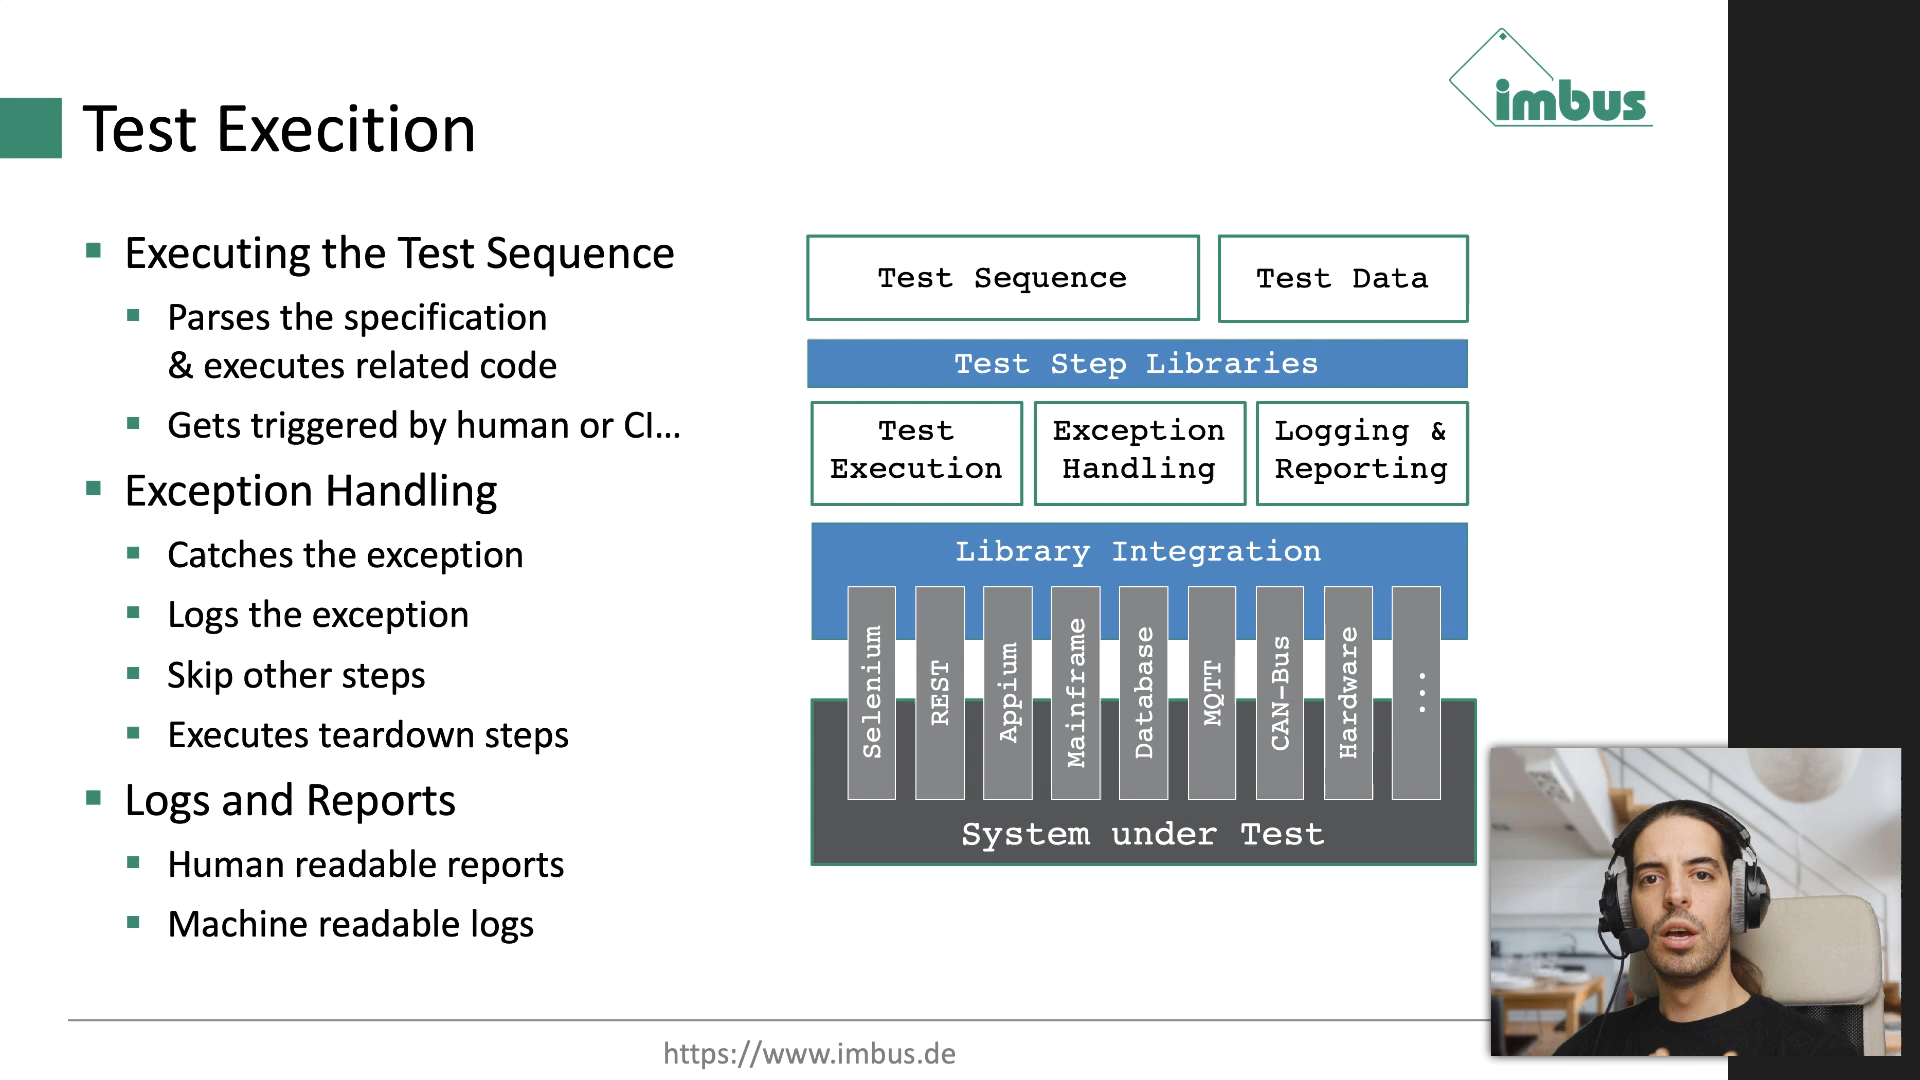 imbus
Test Execition
Executing the Test Sequence
Parses the specification
& executes related code
Gets triggered by human or CI...
Exception Handling
Catches the exception
Logs the exception
Skip other steps
Executes teardown steps
Logs and Reports
Human readable reports
Machine readable logs
Test Sequence
Test Data
Test Step Libraries
Test
Execution
Exception
Handling
Logging &
Reporting
Library Integration
Selenium
REST
Appium
Mainframe
Database
MQTT
CAN-Bus
Hardware
...
System under Test
https://www.imbus.de